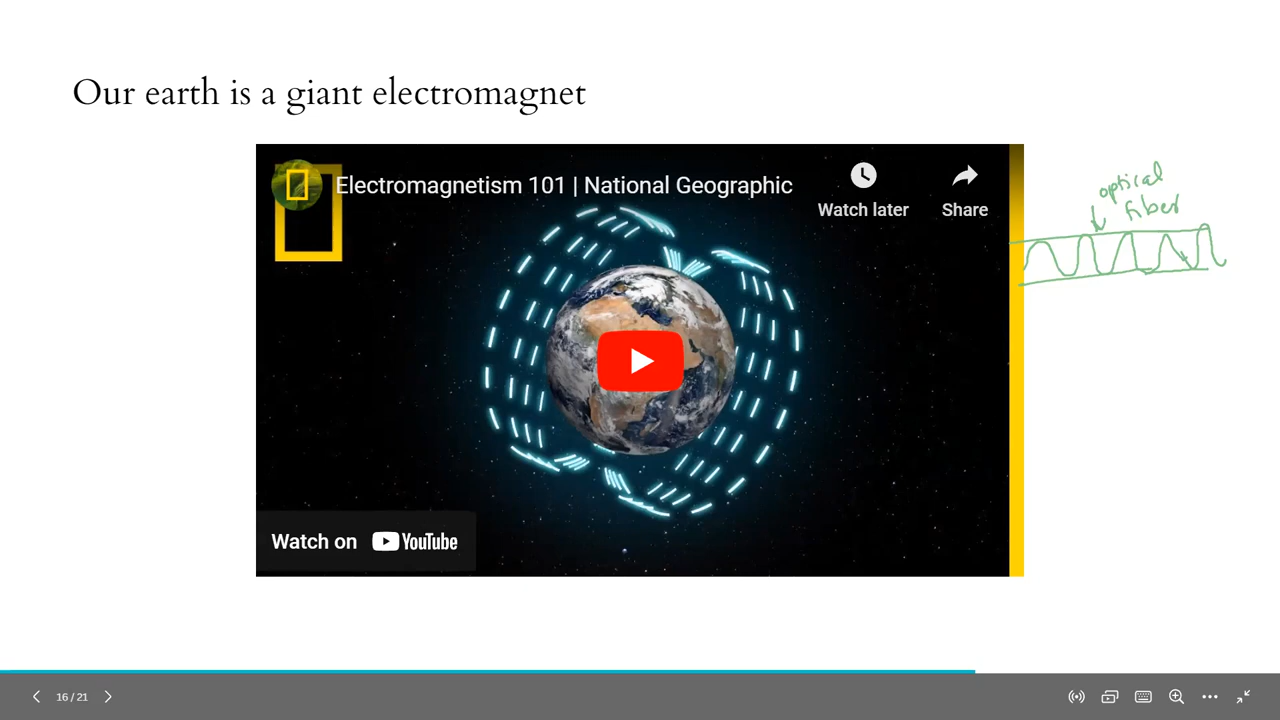 Our earth is a giant electromagnet
Electromagnetism 101 | National Geographic
Watch later
Share
optical
fiber
Watch on YouTube
16 / 21